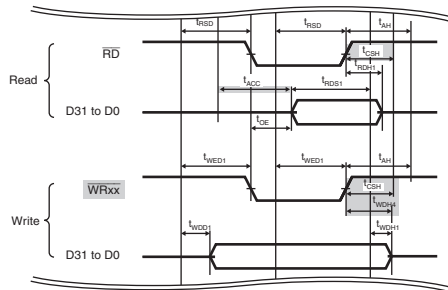 tRSD tRSD tAH
RD tCSH
tRDH1
Read
tACC tRDS1
D31 to D0
tOE
tWED1 tWED1 tAH
WRxx tCSH
tWDH4
Write
tWDD1 tWDH1
D31 to D0